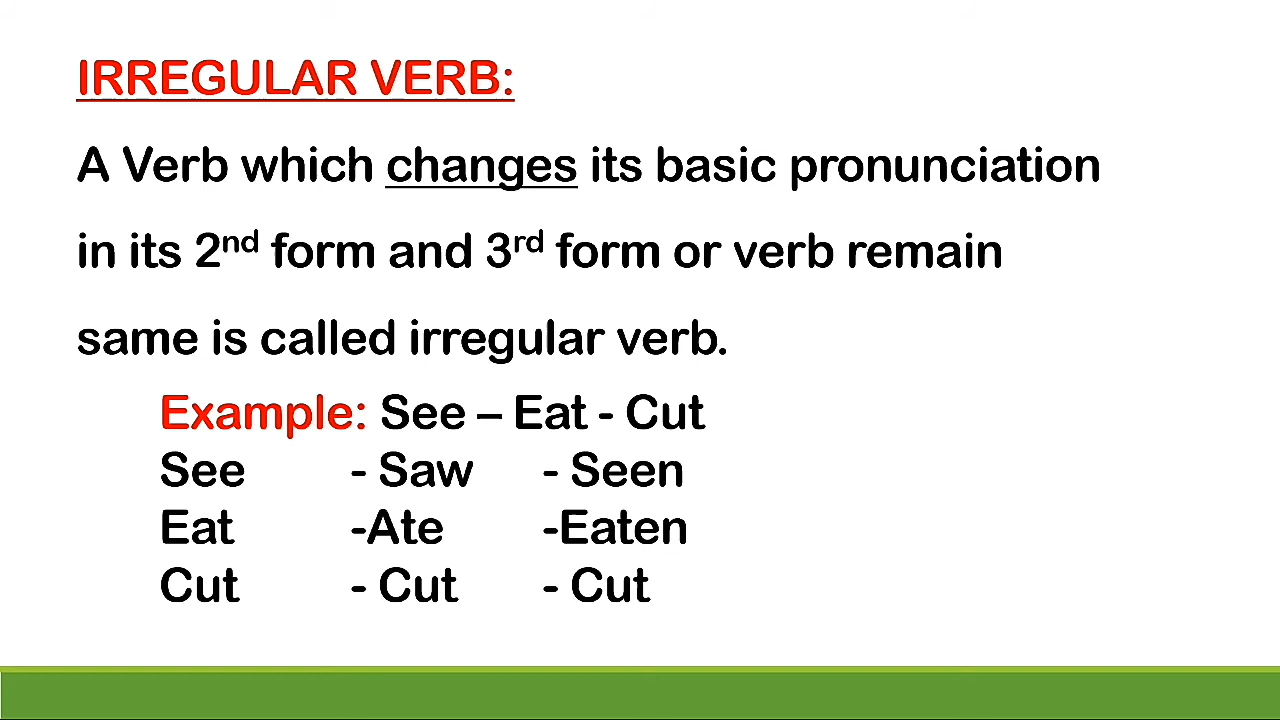 IRREGULAR VERB:
A Verb which changes its basic pronunciation
in its 2nd form and 3rd form or verb remain
same is called irregular verb.
Example: See – Eat - Cut
See - Saw - Seen
Eat -Ate -Eaten
Cut - Cut - Cut